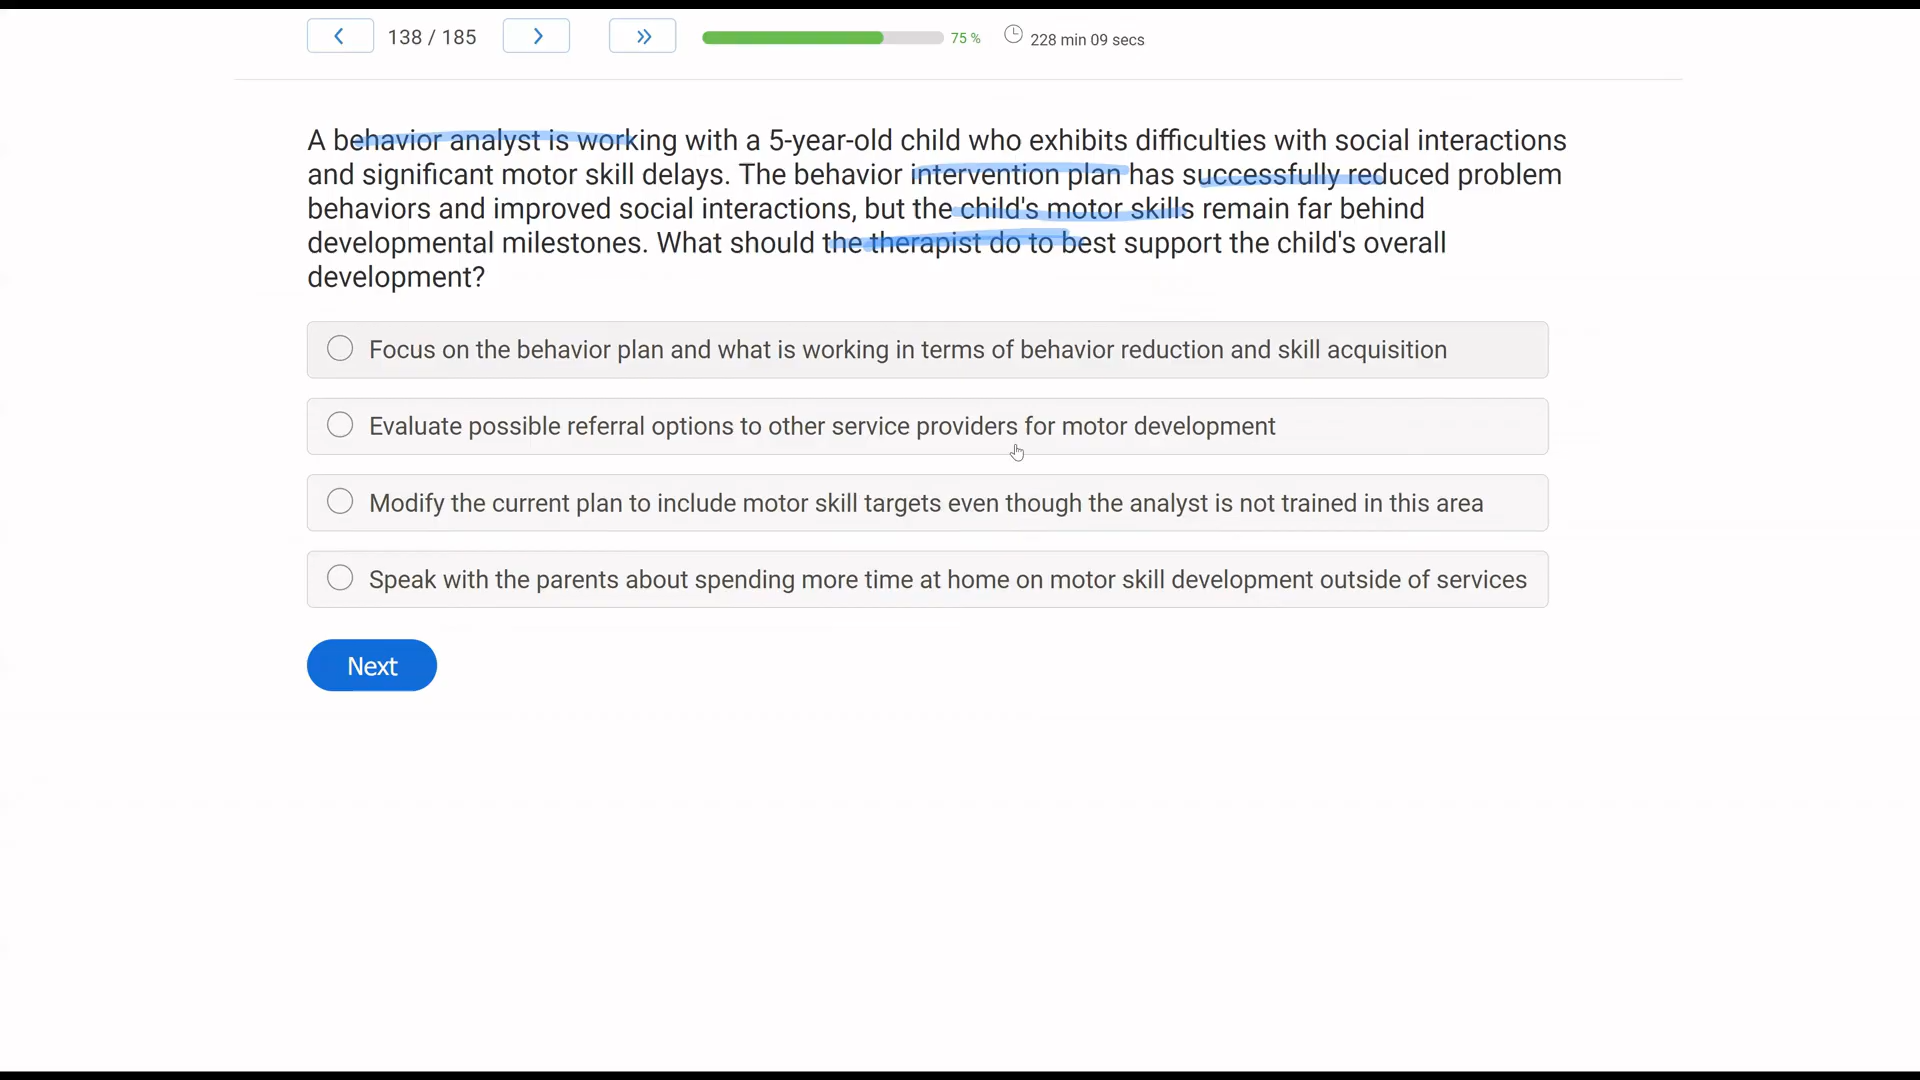 138 / 185
75 %
228 min 09 secs
A behavior analyst is working with a 5-year-old child who exhibits difficulties with social interactions
and significant motor skill delays. The behavior intervention plan has successfully reduced problem
behaviors and improved social interactions, but the child's motor skills remain far behind
developmental milestones. What should the therapist do to best support the child's overall
development?
Focus on the behavior plan and what is working in terms of behavior reduction and skill acquisition
Evaluate possible referral options to other service providers for motor development
Modify the current plan to include motor skill targets even though the analyst is not trained in this area
Speak with the parents about spending more time at home on motor skill development outside of services
Next